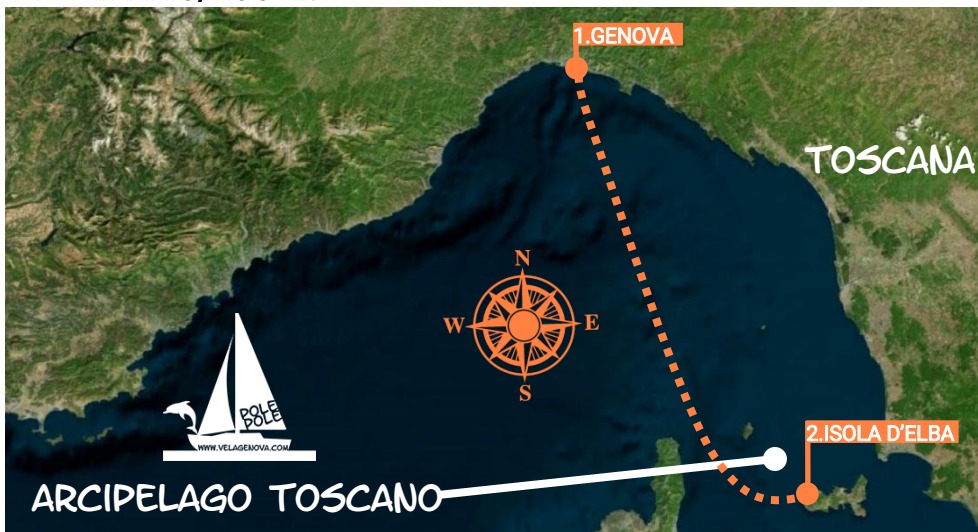 1.GENOVA
TOSCANA
N
W E
S
POLE
POLE
WWW.VELAGENOVA.COM
2.ISOLA D'ELBA
ARCIPELAGO TOSCANO